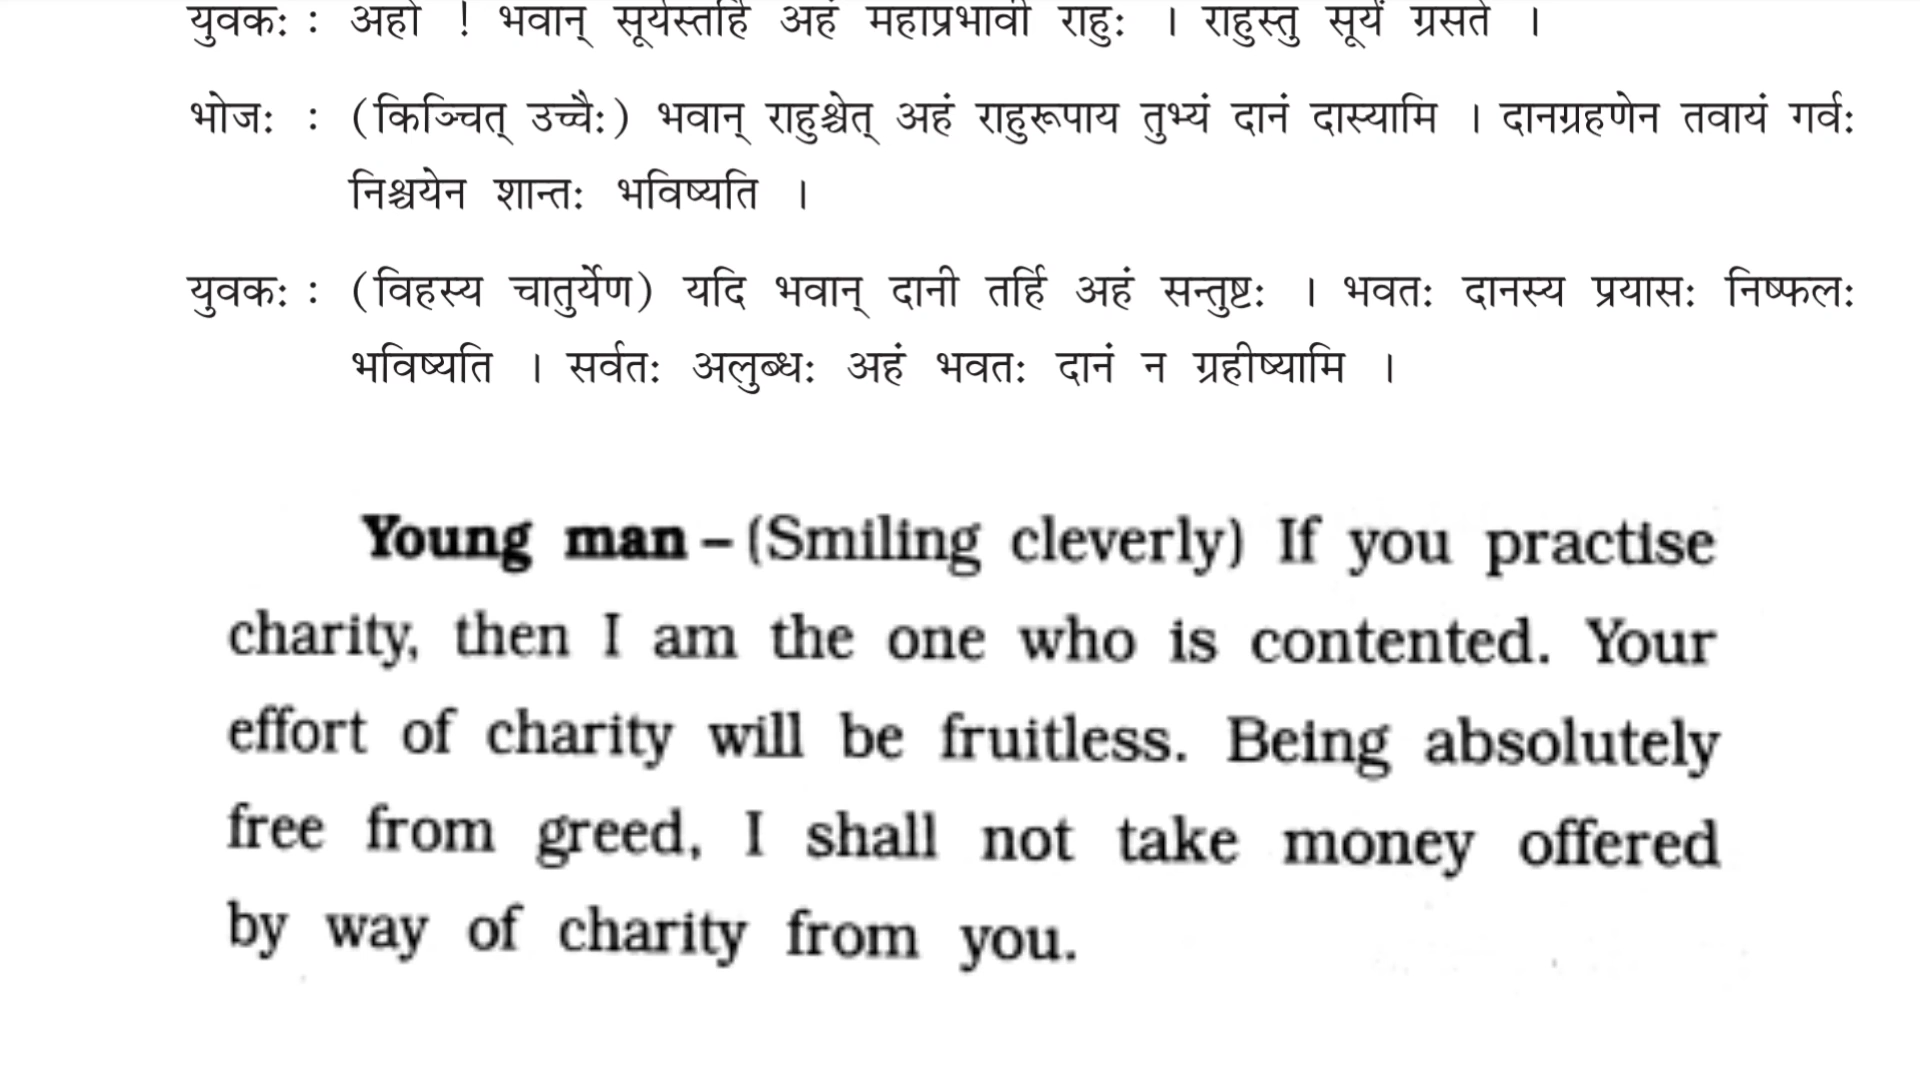 युवकः : अहो ! भवान् सूर्यस्तर्हि अहं महाप्रभावी राहुः । राहुस्तु सूर्यं ग्रसते ।
भोजः : (किञ्चित् उच्चैः) भवान् राहुश्चेत् अहं राहुरूपाय तुभ्यं दानं दास्यामि । दानग्रहणेन तवायं गर्वः
निश्चयेन शान्तः भविष्यति ।
युवकः : (विहस्य चातुर्येण) यदि भवान् दानी तर्हि अहं सन्तुष्टः । भवतः दानस्य प्रयासः निष्फलः
भविष्यति । सर्वतः अलुब्धः अहं भवतः दानं न ग्रहीष्यामि ।
Young man – (Smiling cleverly) If you practise
charity, then I am the one who is contented. Your
effort of charity will be fruitless. Being absolutely
free from greed, I shall not take money offered
by way of charity from you.